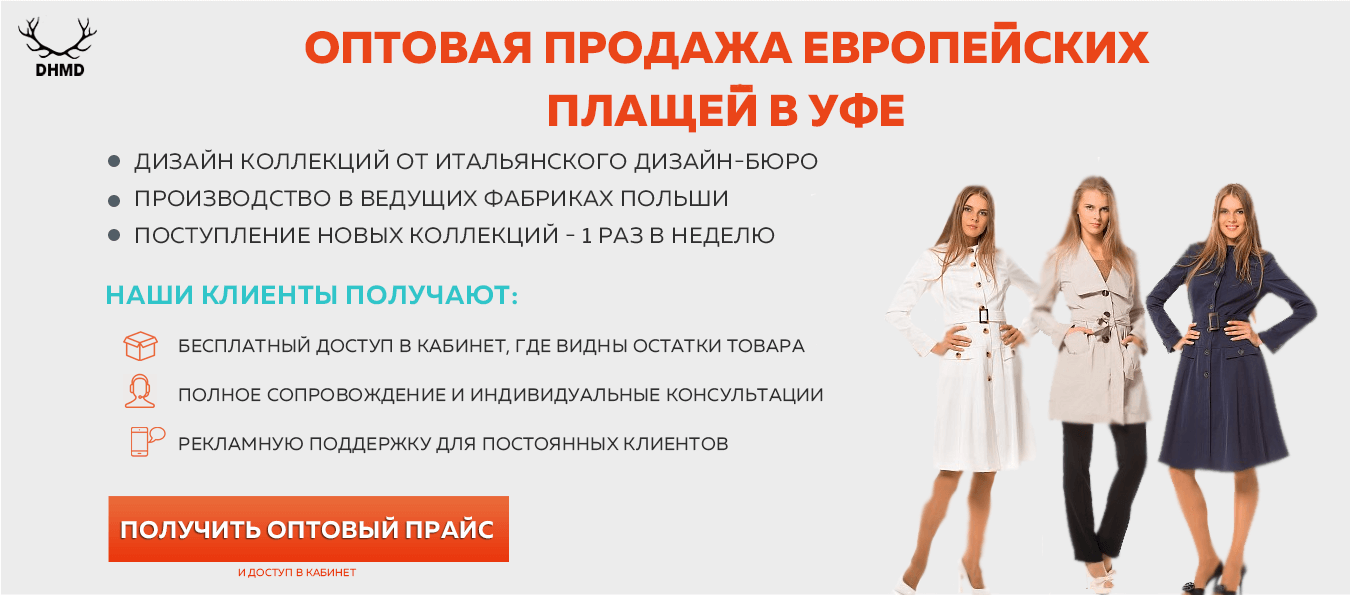 DHMD
ОПТОВАЯ ПРОДАЖА ЕВРОПЕЙСКИХ
ПЛАЩЕЙ В УФЕ
ДИЗАЙН КОЛЛЕКЦИЙ ОТ ИТАЛЬЯНСКОГО ДИЗАЙН-БЮРО
ПРОИЗВОДСТВО В ВЕДУЩИХ ФАБРИКАХ ПОЛЬШИ
ПОСТУПЛЕНИЕ НОВЫХ КОЛЛЕКЦИЙ - 1 РАЗ В НЕДЕЛЮ
НАШИ КЛИЕНТЫ ПОЛУЧАЮТ:
БЕСПЛАТНЫЙ ДОСТУП В КАБИНЕТ, ГДЕ ВИДНЫ ОСТАТКИ ТОВАРА
ПОЛНОЕ СОПРОВОЖДЕНИЕ И ИНДИВИДУАЛЬНЫЕ КОНСУЛЬТАЦИИ
РЕКЛАМНУЮ ПОДДЕРЖКУ ДЛЯ ПОСТОЯННЫХ КЛИЕНТОВ
ПОЛУЧИТЬ ОПТОВЫЙ ПРАЙС
И ДОСТУП В КАБИНЕТ